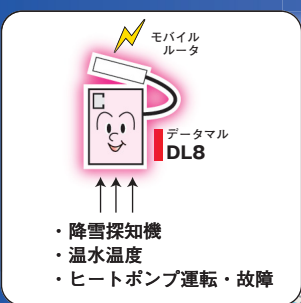 モバイル
ルータ
データマル
DL8
・降雪探知機
・温水温度
・ヒートポンプ運転・故障